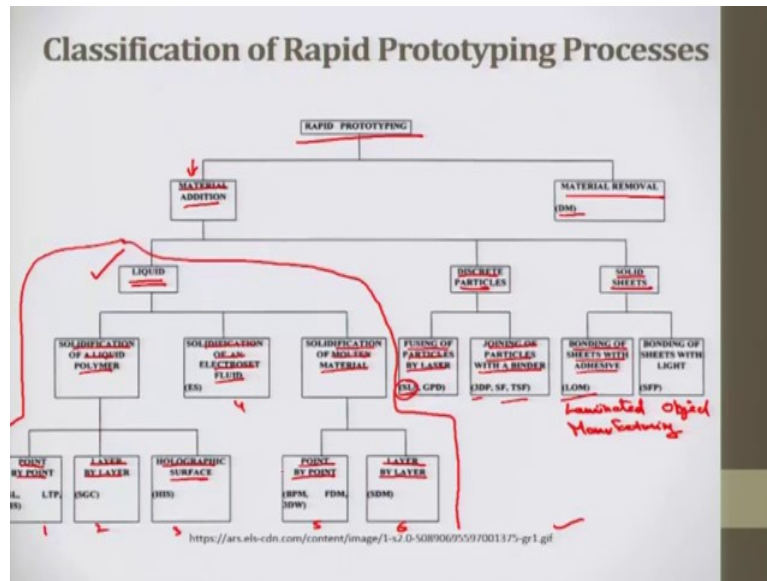 Classification of Rapid Prototyping Processes
RAPID PROTOTYPING
MATERIAL
ADDITION
MATERIAL REMOVAL
(DM)
LIQUID
DISCRETE
PARTICLES
SOLID
SHEETS
SOLIDIFICATION
OF A LIQUID
POLYMER
SOLIDIFICATION
OF AN
ELECTROSET
FLUID
(ES)
4
SOLIDIFICATION
OF MOLTEN
MATERIAL
FUSING OF
PARTICLES
BY LASER
GPD)
JOINING OF
PARTICLES
WITH A BINDER
(3DP, SF, TSF)
BONDING OF
SHEETS WITH
ADHESIVE
(LOM)
BONDING OF
SHEETS WITH
LIGHT
(SFP)
Laminated Object
Manufacturing
POINT
BY POINT
LTP,
1
LAYER
BY LAYER
(SGC)
2
HOLOGRAPHIC
SURFACE
(HIS)
3
POINT
BY POINT
(BPM, FDM,
3DW)
5
LAYER
BY LAYER
(SDM)
6
https://ars.els-cdn.com/content/image/1-s2.0-S0890695597001375-gr1.gif